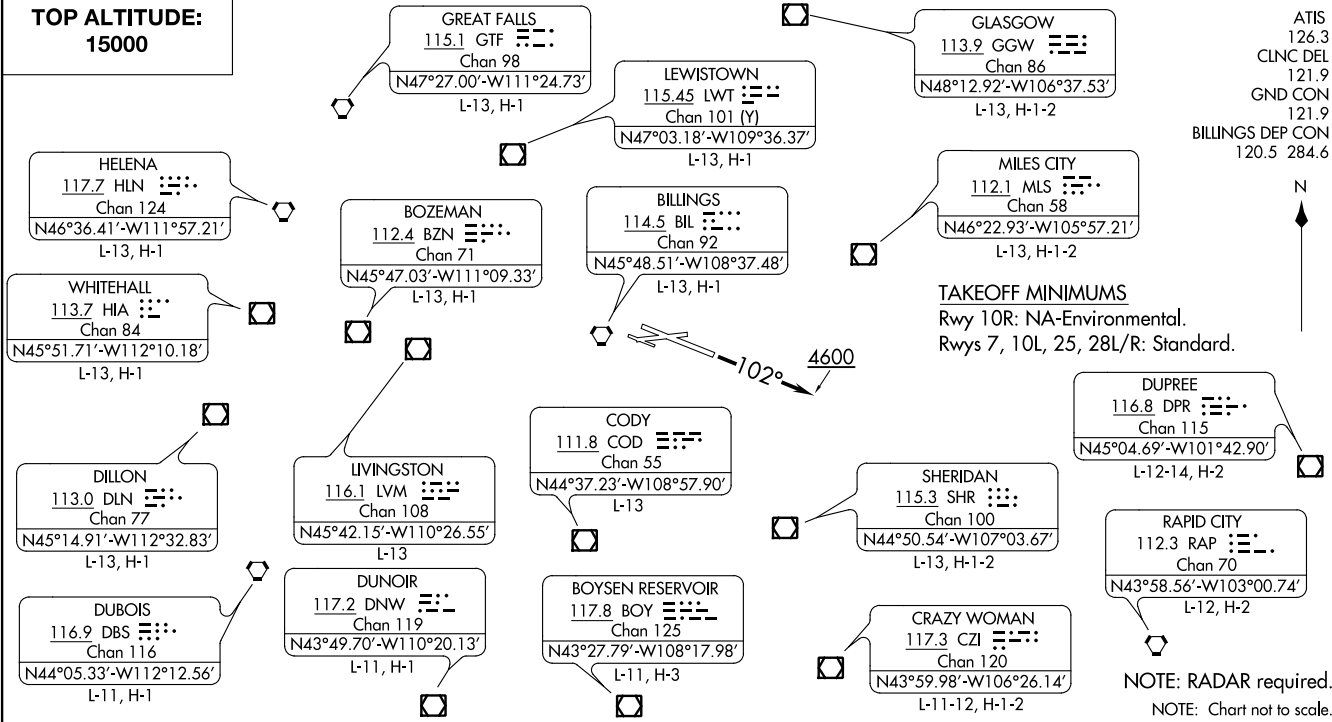 TOP ALTITUDE:
15000
GREAT FALLS
115.1 GTF
Chan 98
N47°27.00′-W111°24.73′
L-13, H-1
GLASGOW
113.9 GGW
Chan 86
N48°12.92′-W106°37.53′
L-13, H-1-2
ATIS
126.3
CLNC DEL
121.9
GND CON
121.9
BILLINGS DEP CON
120.5 284.6
LEWISTOWN
115.45 LWT
Chan 101 (Y)
N47°03.18′-W109°36.37′
L-13, H-1
HELENA
117.7 HLN
Chan 124
N46°36.41′-W111°57.21′
L-13, H-1
MILES CITY
112.1 MLS
Chan 58
N46°22.93′-W105°57.21′
L-13, H-1-2
N
BOZEMAN
112.4 BZN
Chan 71
N45°47.03′-W111°09.33′
L-13, H-1
BILLINGS
114.5 BIL
Chan 92
N45°48.51′-W108°37.48′
L-13, H-1
WHITEHALL
113.7 HIA
Chan 84
N45°51.71′-W112°10.18′
L-13, H-1
TAKEOFF MINIMUMS
Rwy 10R: NA-Environmental.
Rwys 7, 10L, 25, 28L/R: Standard.
102°
4600
DUPREE
116.8 DPR
Chan 115
N45°04.69′-W101°42.90′
L-12-14, H-2
CODY
111.8 COD
Chan 55
N44°37.23′-W108°57.90′
L-13
DILLON
113.0 DLN
Chan 77
N45°14.91′-W112°32.83′
L-13, H-1
LIVINGSTON
116.1 LVM
Chan 108
N45°42.15′-W110°26.55′
L-13
SHERIDAN
115.3 SHR
Chan 100
N44°50.54′-W107°03.67′
L-13, H-1-2
RAPID CITY
112.3 RAP
Chan 70
N43°58.56′-W103°00.74′
L-12, H-2
DUBOIS
116.9 DBS
Chan 116
N44°05.33′-W112°12.56′
L-11, H-1
DUNOIR
117.2 DNW
Chan 119
N43°49.70′-W110°20.13′
L-11, H-1
BOYSEN RESERVOIR
117.8 BOY
Chan 125
N43°27.79′-W108°17.98′
L-11, H-3
CRAZY WOMAN
117.3 CZI
Chan 120
N43°59.98′-W106°26.14′
L-11-12, H-1-2
NOTE: RADAR required.
NOTE: Chart not to scale.